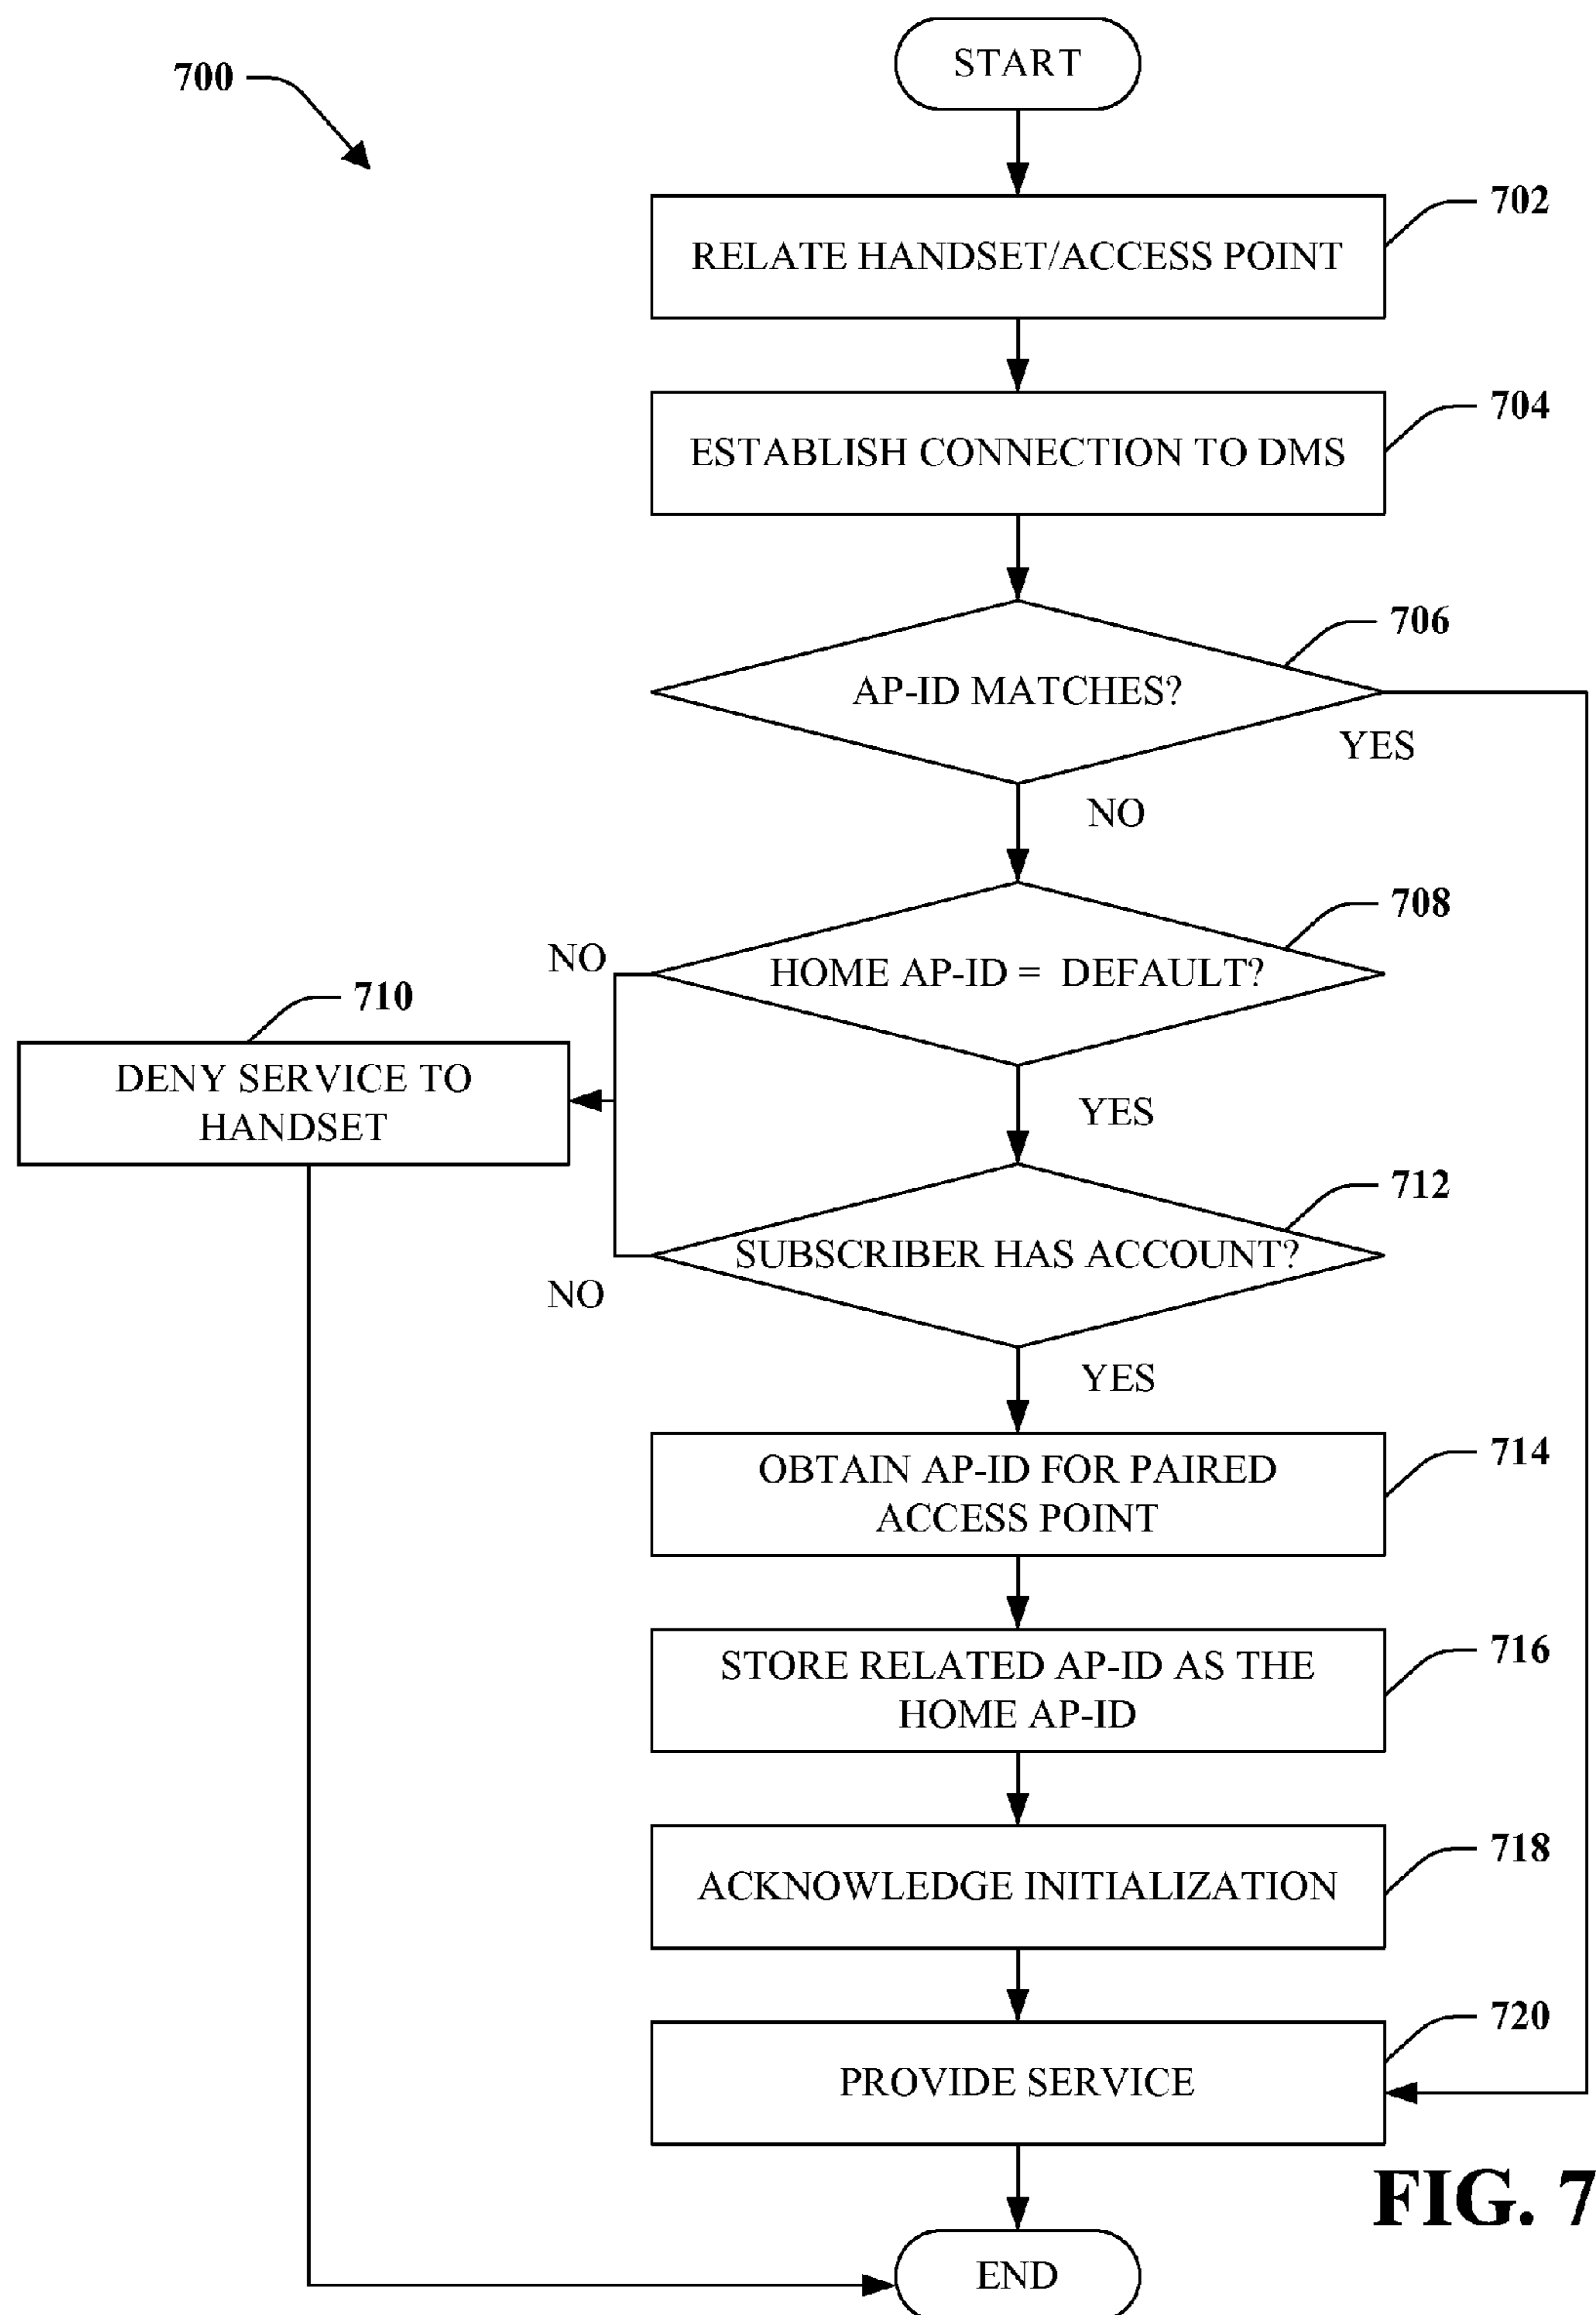 START
700
702
RELATE HANDSET/ACCESS POINT
704
ESTABLISH CONNECTION TO DMS
706
AP-ID MATCHES?
YES
NO
708
NO
HOME AP-ID = DEFAULT?
710
DENY SERVICE TO
HANDSET
YES
712
SUBSCRIBER HAS ACCOUNT?
NO
YES
714
OBTAIN AP-ID FOR PAIRED
ACCESS POINT
716
STORE RELATED AP-ID AS THE
HOME AP-ID
718
ACKNOWLEDGE INITIALIZATION
720
PROVIDE SERVICE
FIG. 7
END